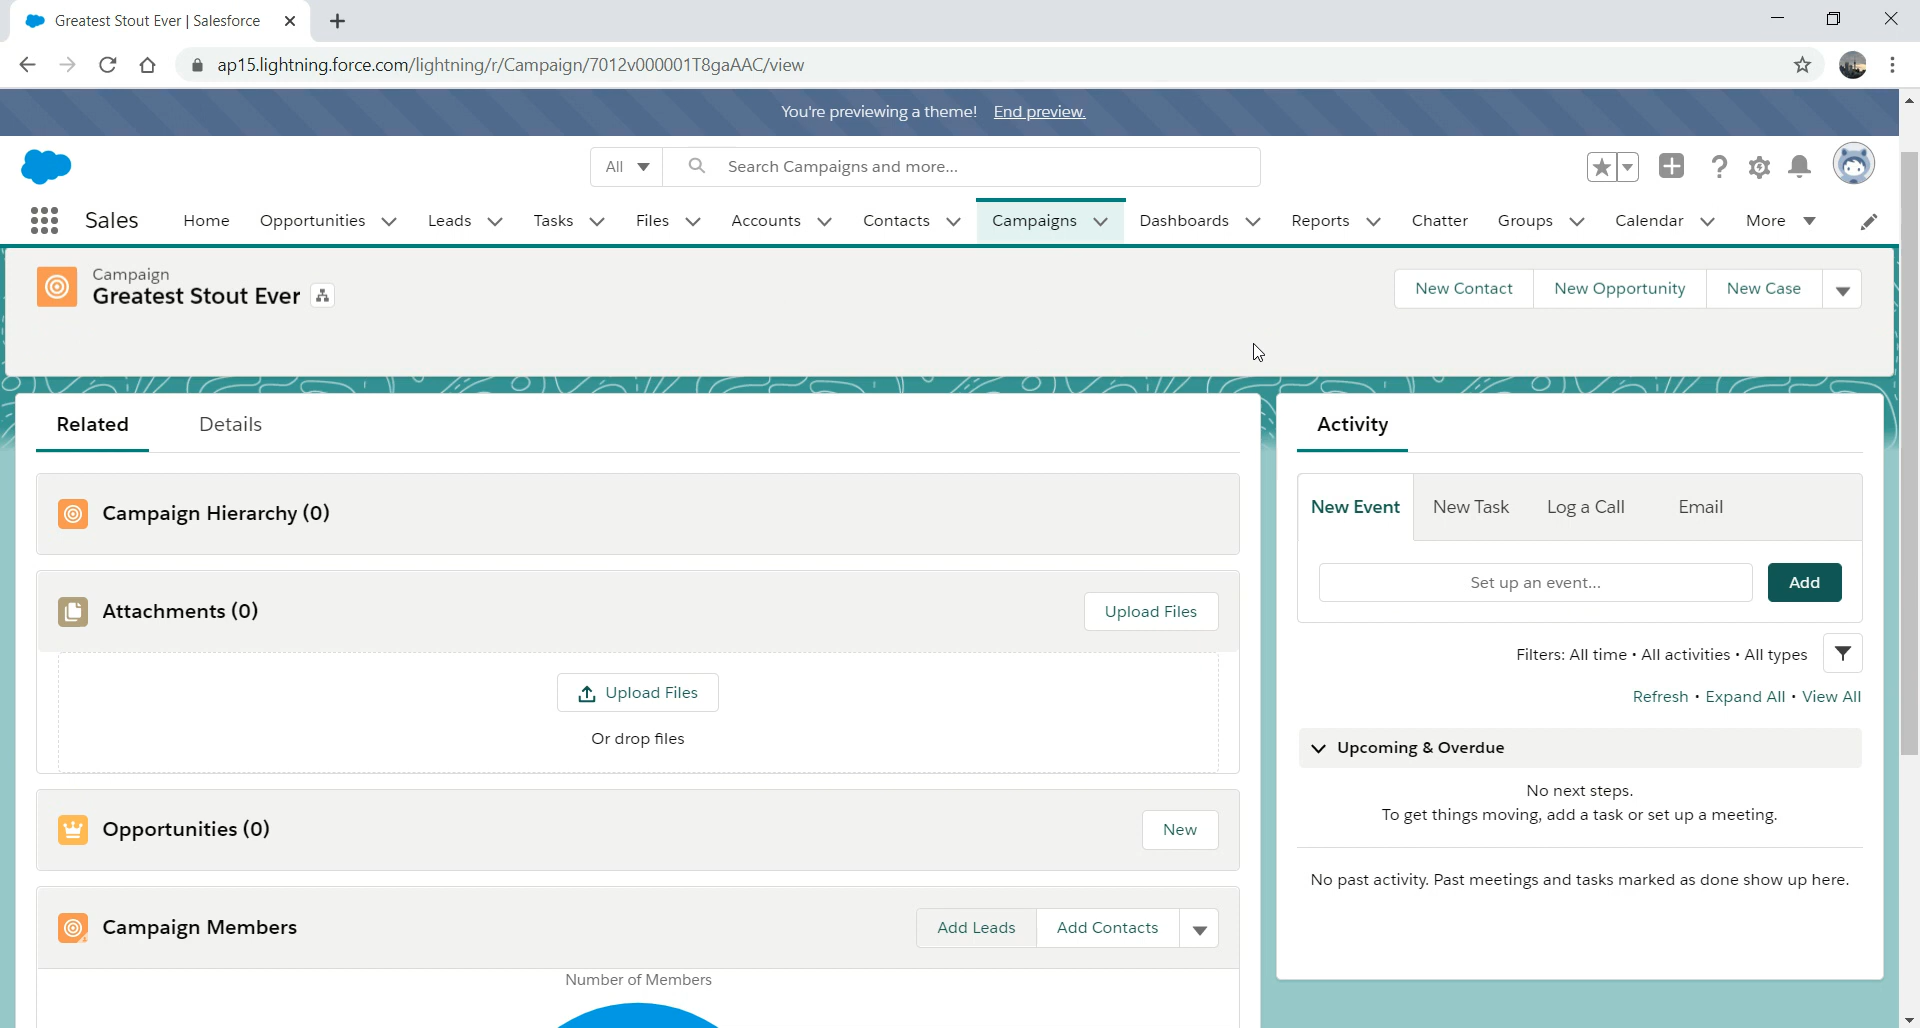 Greatest Stout Ever | Salesforce
ap15.lightning.force.com/lightning/r/Campaign/7012v000001T8gaAAC/view
You're previewing a theme! End preview.
All Search Campaigns and more...
Sales Home Opportunities Leads Tasks Files Accounts Contacts Campaigns Dashboards Reports Chatter Groups Calendar More
Campaign
Greatest Stout Ever
New Contact New Opportunity New Case
Related Details
Campaign Hierarchy (0)
Attachments (0) Upload Files
Upload Files
Or drop files
Opportunities (0) New
Campaign Members Add Leads Add Contacts
Number of Members
Activity
New Event New Task Log a Call Email
Set up an event... Add
Filters: All time • All activities • All types
Refresh • Expand All • View All
Upcoming & Overdue
No next steps.
To get things moving, add a task or set up a meeting.
No past activity. Past meetings and tasks marked as done show up here.